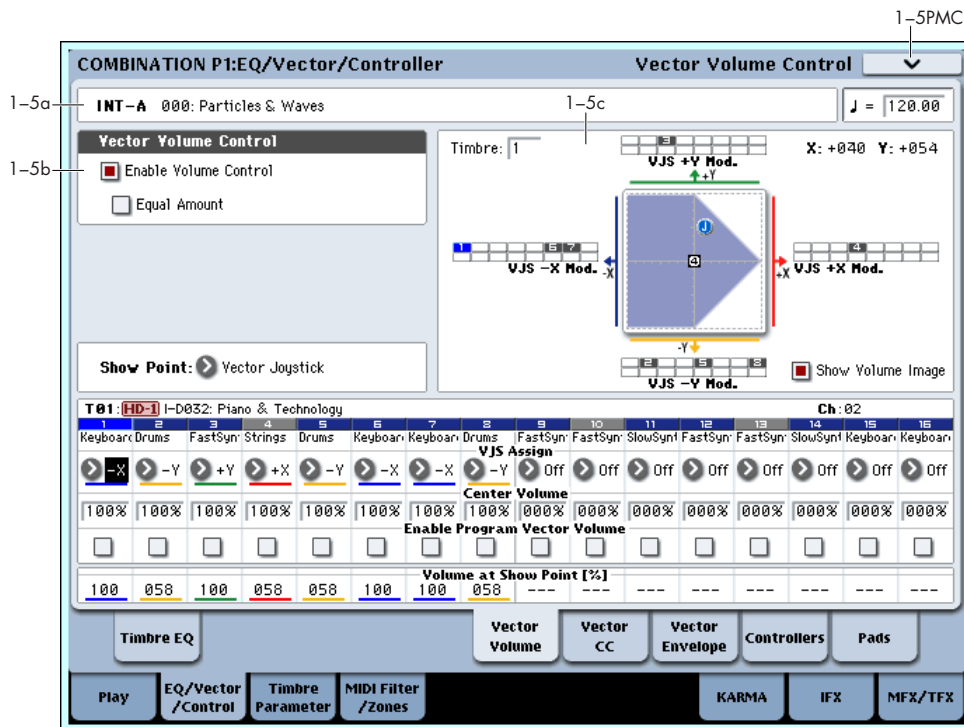 1–5PMC
COMBINATION P1:EQ/Vector/Controller
Vector Volume Control
1–5a
INT–A 000: Particles & Waves
1–5c
♩ = 120.00
Vector Volume Control
1–5b
Enable Volume Control
Equal Amount
Timbre: 1
3
VJS +Y Mod.
X: +040 Y: +054
+Y
J
1 6 7
VJS –X Mod.
-X
4
+X
4
VJS +X Mod.
-Y
2 5 8
VJS –Y Mod.
Show Point: Vector Joystick
Show Volume Image
T01: HD-1 I-D032: Piano & Technology
Ch: 02
1 2 3 4 5 6 7 8 9 10 11 12 13 14 15 16
Keyboard Drums FastSyn Strings Drums Keyboar Keyboar Drums FastSyn FastSyn SlowSynt FastSyn FastSyn SlowSynt Keyboar Keyboar
VJS Assign
–X –Y +Y +X –Y –X –X –Y Off Off Off Off Off Off Off Off
Center Volume
100% 100% 100% 100% 100% 100% 100% 100% 000% 000% 000% 000% 000% 000% 000% 000%
Enable Program Vector Volume
Volume at Show Point [%]
100 058 100 058 058 100 100 058 --- --- --- --- --- --- --- ---
Timbre EQ
Vector Volume
Vector CC
Vector Envelope
Controllers
Pads
Play
EQ/Vector /Control
Timbre Parameter
MIDI Filter /Zones
KARMA
IFX
MFX/TFX